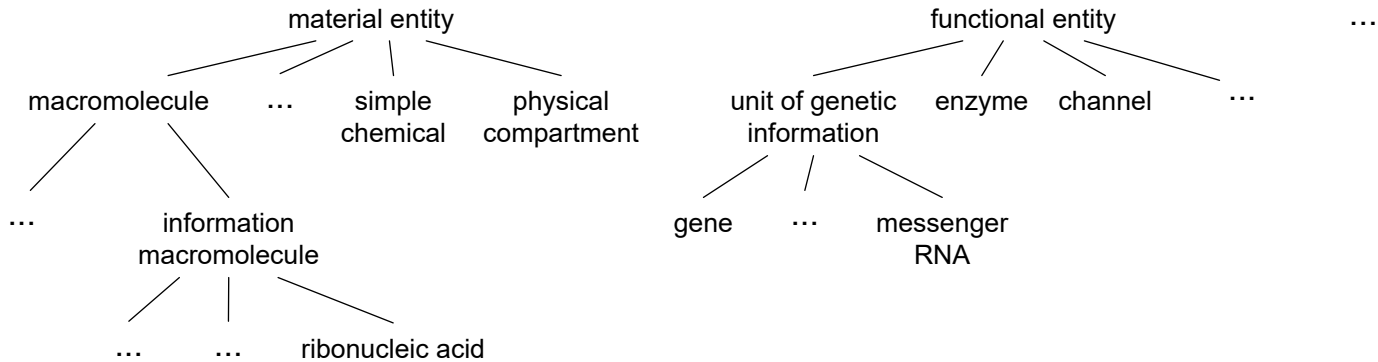 material entity
functional entity
...
macromolecule
...
simple
chemical
physical
compartment
unit of genetic
information
enzyme
channel
...
...
information
macromolecule
gene
...
messenger
RNA
...
...
ribonucleic acid